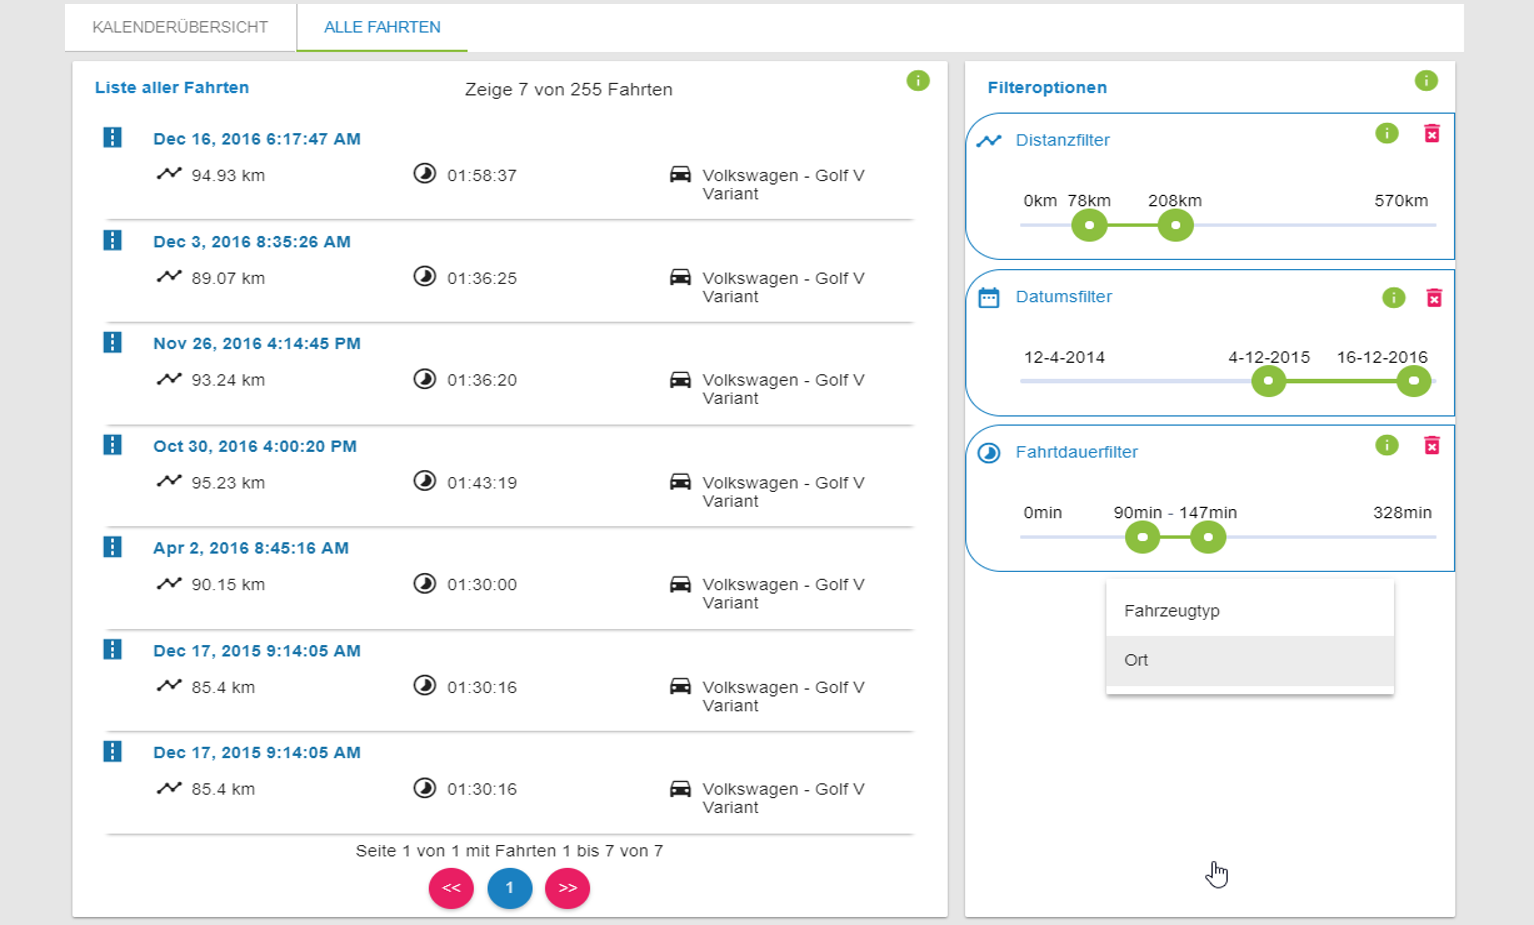 KALENDERÜBERSICHT
ALLE FAHRTEN
Liste aller Fahrten
Zeige 7 von 255 Fahrten
Dec 16, 2016 6:17:47 AM
94.93 km
01:58:37
Volkswagen - Golf V
Variant
Dec 3, 2016 8:35:26 AM
89.07 km
01:36:25
Volkswagen - Golf V
Variant
Nov 26, 2016 4:14:45 PM
93.24 km
01:36:20
Volkswagen - Golf V
Variant
Oct 30, 2016 4:00:20 PM
95.23 km
01:43:19
Volkswagen - Golf V
Variant
Apr 2, 2016 8:45:16 AM
90.15 km
01:30:00
Volkswagen - Golf V
Variant
Dec 17, 2015 9:14:05 AM
85.4 km
01:30:16
Volkswagen - Golf V
Variant
Dec 17, 2015 9:14:05 AM
85.4 km
01:30:16
Volkswagen - Golf V
Variant
Seite 1 von 1 mit Fahrten 1 bis 7 von 7
<< 1 >>
Filteroptionen
Distanzfilter
0km 78km 208km 570km
Datumsfilter
12-4-2014 4-12-2015 16-12-2016
Fahrtdauerfilter
0min 90min - 147min 328min
Fahrzeugtyp
Ort